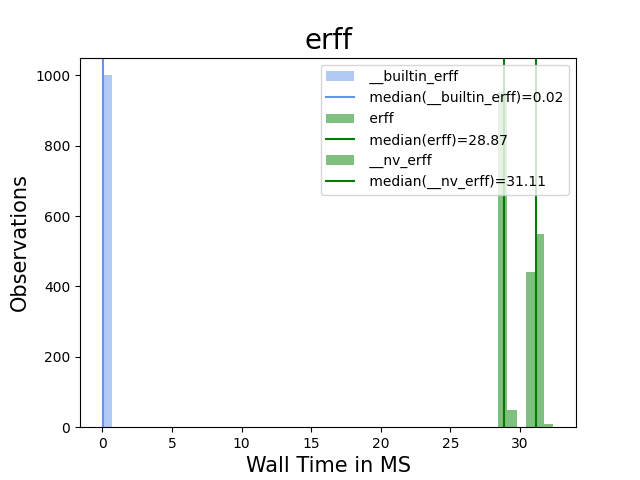 erff
1000
800
600
400
200
0
Observations
__builtin_erff
median(__builtin_erff)=0.02
erff
median(erff)=28.87
__nv_erff
median(__nv_erff)=31.11
0 5 10 15 20 25 30
Wall Time in MS